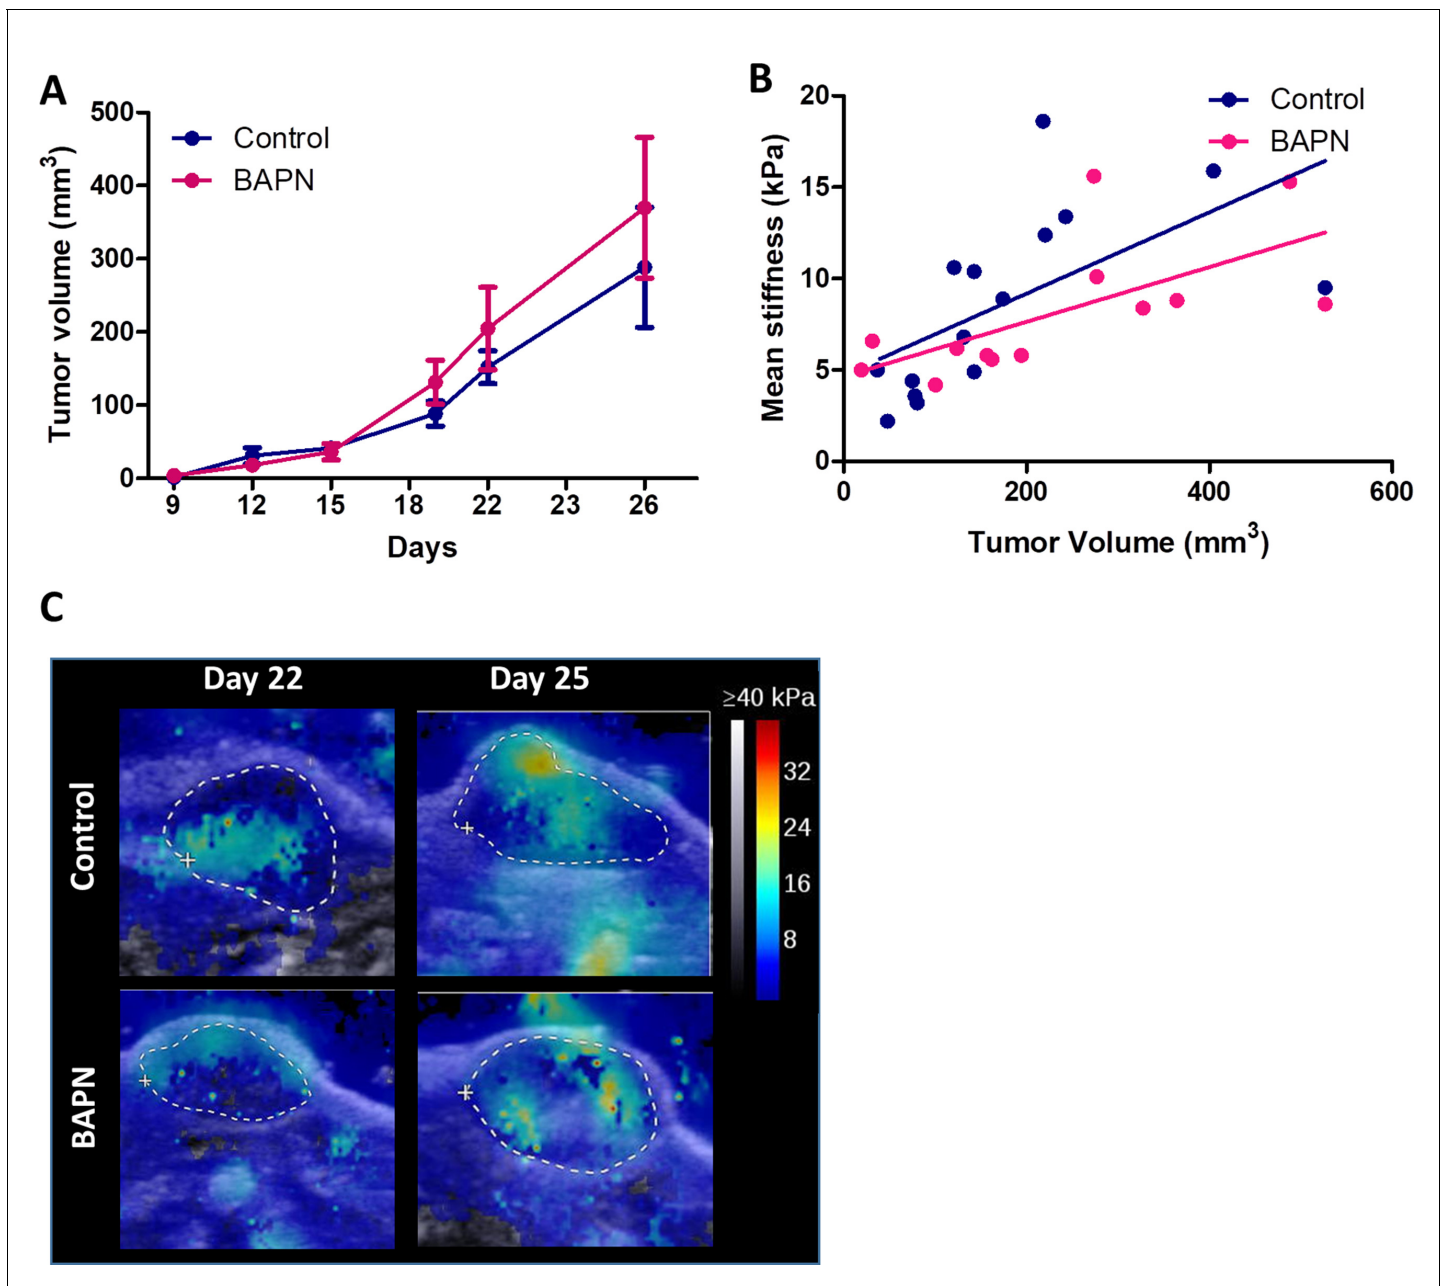 A
500
400
300
200
100
0
Tumor volume (mm³)
Control
BAPN
9 12 15 18 22 23 26
Days
B
20
15
10
5
0
Mean stiffness (kPa)
Control
BAPN
0 200 400 600
Tumor Volume (mm³)
C
Day 22 Day 25
≥40 kPa
32
24
16
8
Control
BAPN